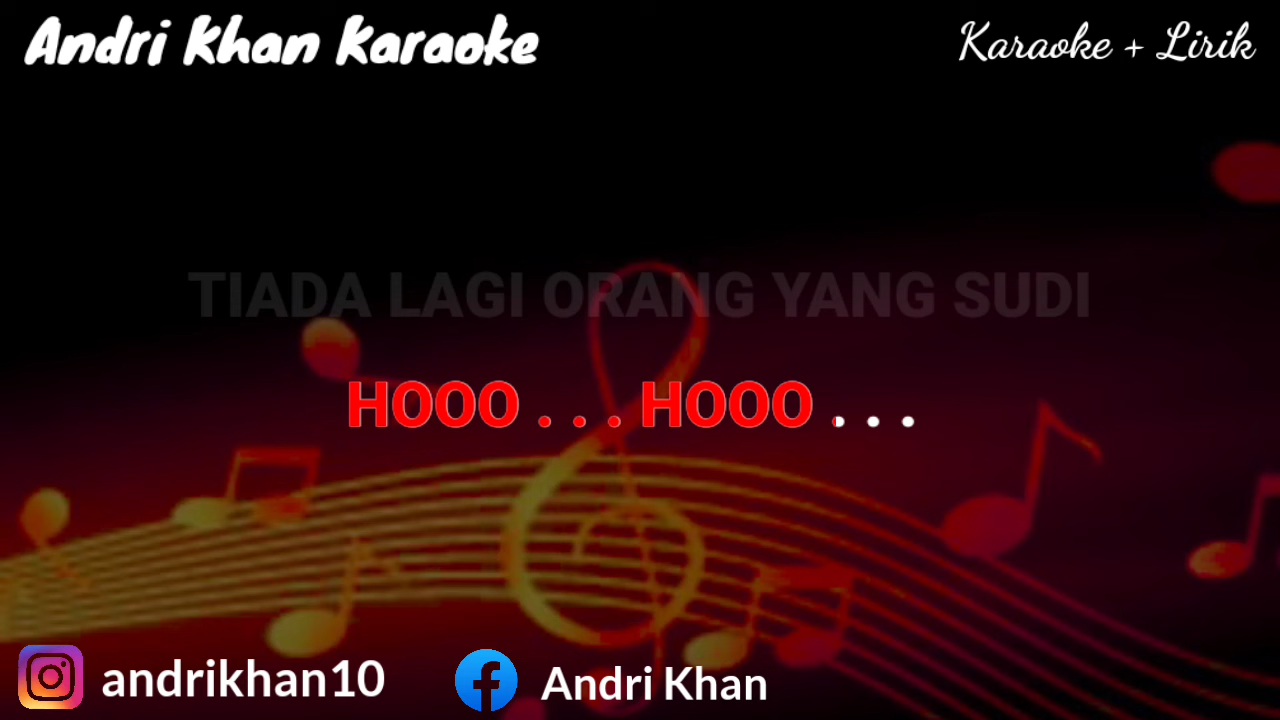 Andri Khan Karaoke
Karaoke + Lirik
TIADA LAGI ORANG YANG SUDI
HOOO . . . HOOO . . .
andrikhan10
Andri Khan